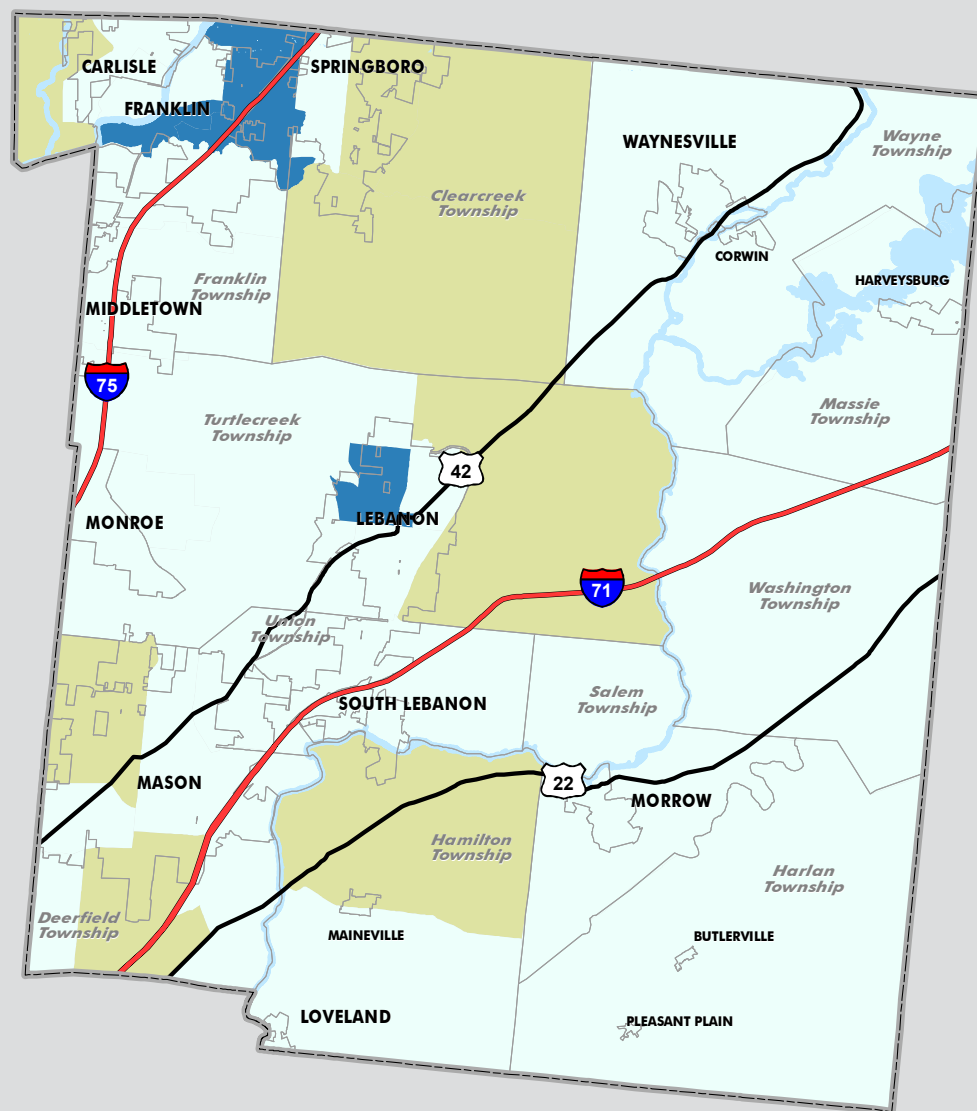 CARLISLE
SPRINGBORO
FRANKLIN
WAYNESVILLE
Wayne
Township
Clearcreek
Township
CORWIN
HARVEYSBURG
Franklin
Township
MIDDLETOWN
75
Massie
Township
Turtlecreek
Township
42
MONROE
LEBANON
71
Washington
Township
Union
Township
SOUTH LEBANON
Salem
Township
MASON
22
MORROW
Hamilton
Township
Harlan
Township
Deerfield
Township
MAINEVILLE
BUTLERVILLE
LOVELAND
PLEASANT PLAIN